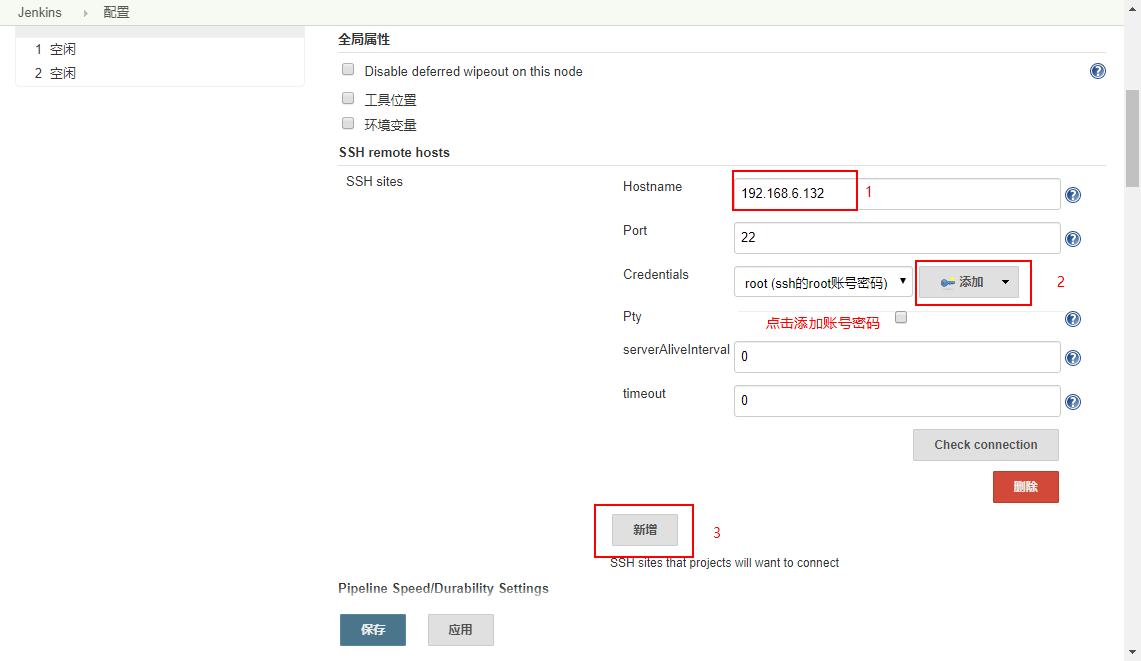 Jenkins 配置
1 空闲
2 空闲
全局属性
Disable deferred wipeout on this node
工具位置
环境变量
SSH remote hosts
SSH sites
Hostname 192.168.6.132 1
Port 22
Credentials root (ssh的root账号密码) 添加 2
Pty 点击添加账号密码
serverAliveInterval 0
timeout 0
Check connection
删除
新增 3
SSH sites that projects will want to connect
Pipeline Speed/Durability Settings
保存 应用